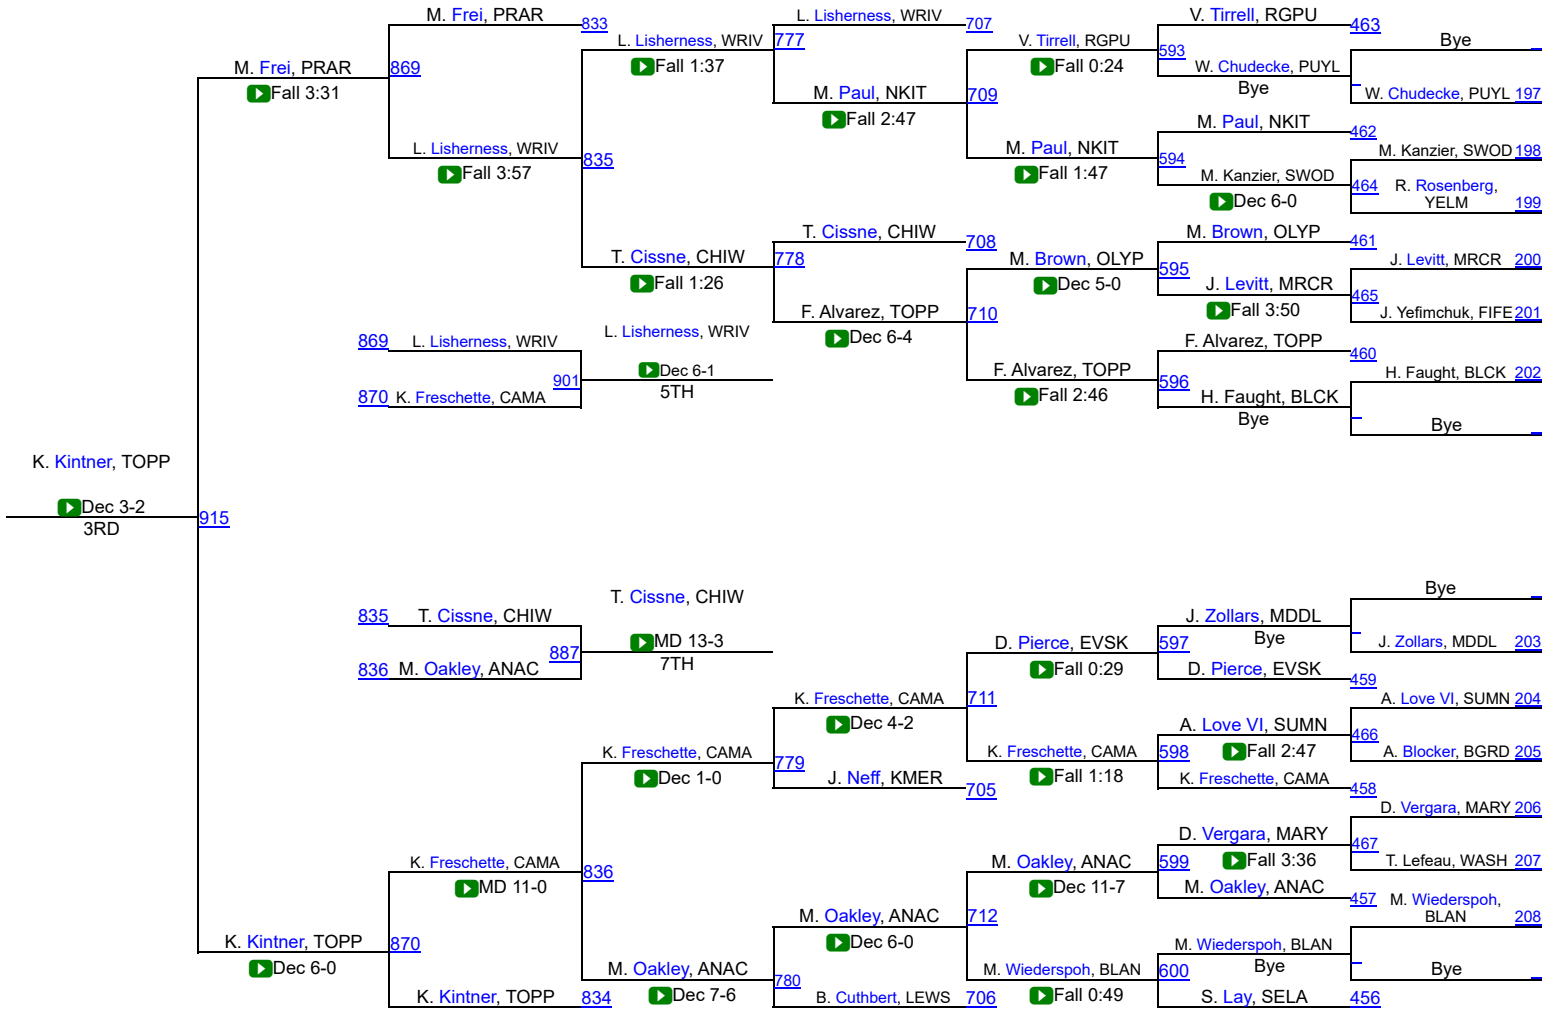 M. Frei, PRAR
833
L. Lisherness, WRIV
707
V. Tirrell, RGPU
463
L. Lisherness, WRIV
777
V. Tirrell, RGPU
593
Bye
M. Frei, PRAR
869
Fall 1:37
Fall 0:24
W. Chudecke, PUYL
Fall 3:31
M. Paul, NKIT
709
Bye
W. Chudecke, PUYL 197
Fall 2:47
M. Paul, NKIT
462
L. Lisherness, WRIV
835
M. Paul, NKIT
594
M. Kanzier, SWOD 198
Fall 3:57
Fall 1:47
M. Kanzier, SWOD
464
R. Rosenberg,
YELM
199
Dec 6-0
T. Cissne, CHIW
708
M. Brown, OLYP
461
T. Cissne, CHIW
778
M. Brown, OLYP
595
J. Levitt, MRCR 200
Fall 1:26
Dec 5-0
J. Levitt, MRCR
465
F. Alvarez, TOPP
710
Fall 3:50
J. Yefimchuk, FIFE 201
869
L. Lisherness, WRIV
L. Lisherness, WRIV
Dec 6-4
F. Alvarez, TOPP
460
901
Dec 6-1
F. Alvarez, TOPP
596
H. Faught, BLCK 202
870
K. Freschette, CAMA
5TH
Fall 2:46
H. Faught, BLCK
Bye
Bye
K. Kintner, TOPP
Dec 3-2
915
3RD
T. Cissne, CHIW
Bye
835
T. Cissne, CHIW
J. Zollars, MDDL
887
MD 13-3
D. Pierce, EVSK
597
Bye
J. Zollars, MDDL 203
836
M. Oakley, ANAC
7TH
Fall 0:29
D. Pierce, EVSK
459
K. Freschette, CAMA
711
A. Love VI, SUMN 204
Dec 4-2
A. Love VI, SUMN
466
K. Freschette, CAMA
779
K. Freschette, CAMA
598
Fall 2:47
A. Blocker, BGRD 205
Dec 1-0
J. Neff, KMER
705
Fall 1:18
K. Freschette, CAMA
458
D. Vergara, MARY 206
K. Freschette, CAMA
836
M. Oakley, ANAC
599
D. Vergara, MARY
467
MD 11-0
Dec 11-7
Fall 3:36
T. Lefeau, WASH 207
M. Oakley, ANAC
457
M. Wiederspoh,
BLAN
208
M. Oakley, ANAC
712
K. Kintner, TOPP
870
Dec 6-0
M. Wiederspoh, BLAN
Dec 6-0
M. Oakley, ANAC
780
M. Wiederspoh, BLAN
600
Bye
Bye
K. Kintner, TOPP
834
Dec 7-6
B. Cuthbert, LEWS
706
Fall 0:49
S. Lay, SELA
456